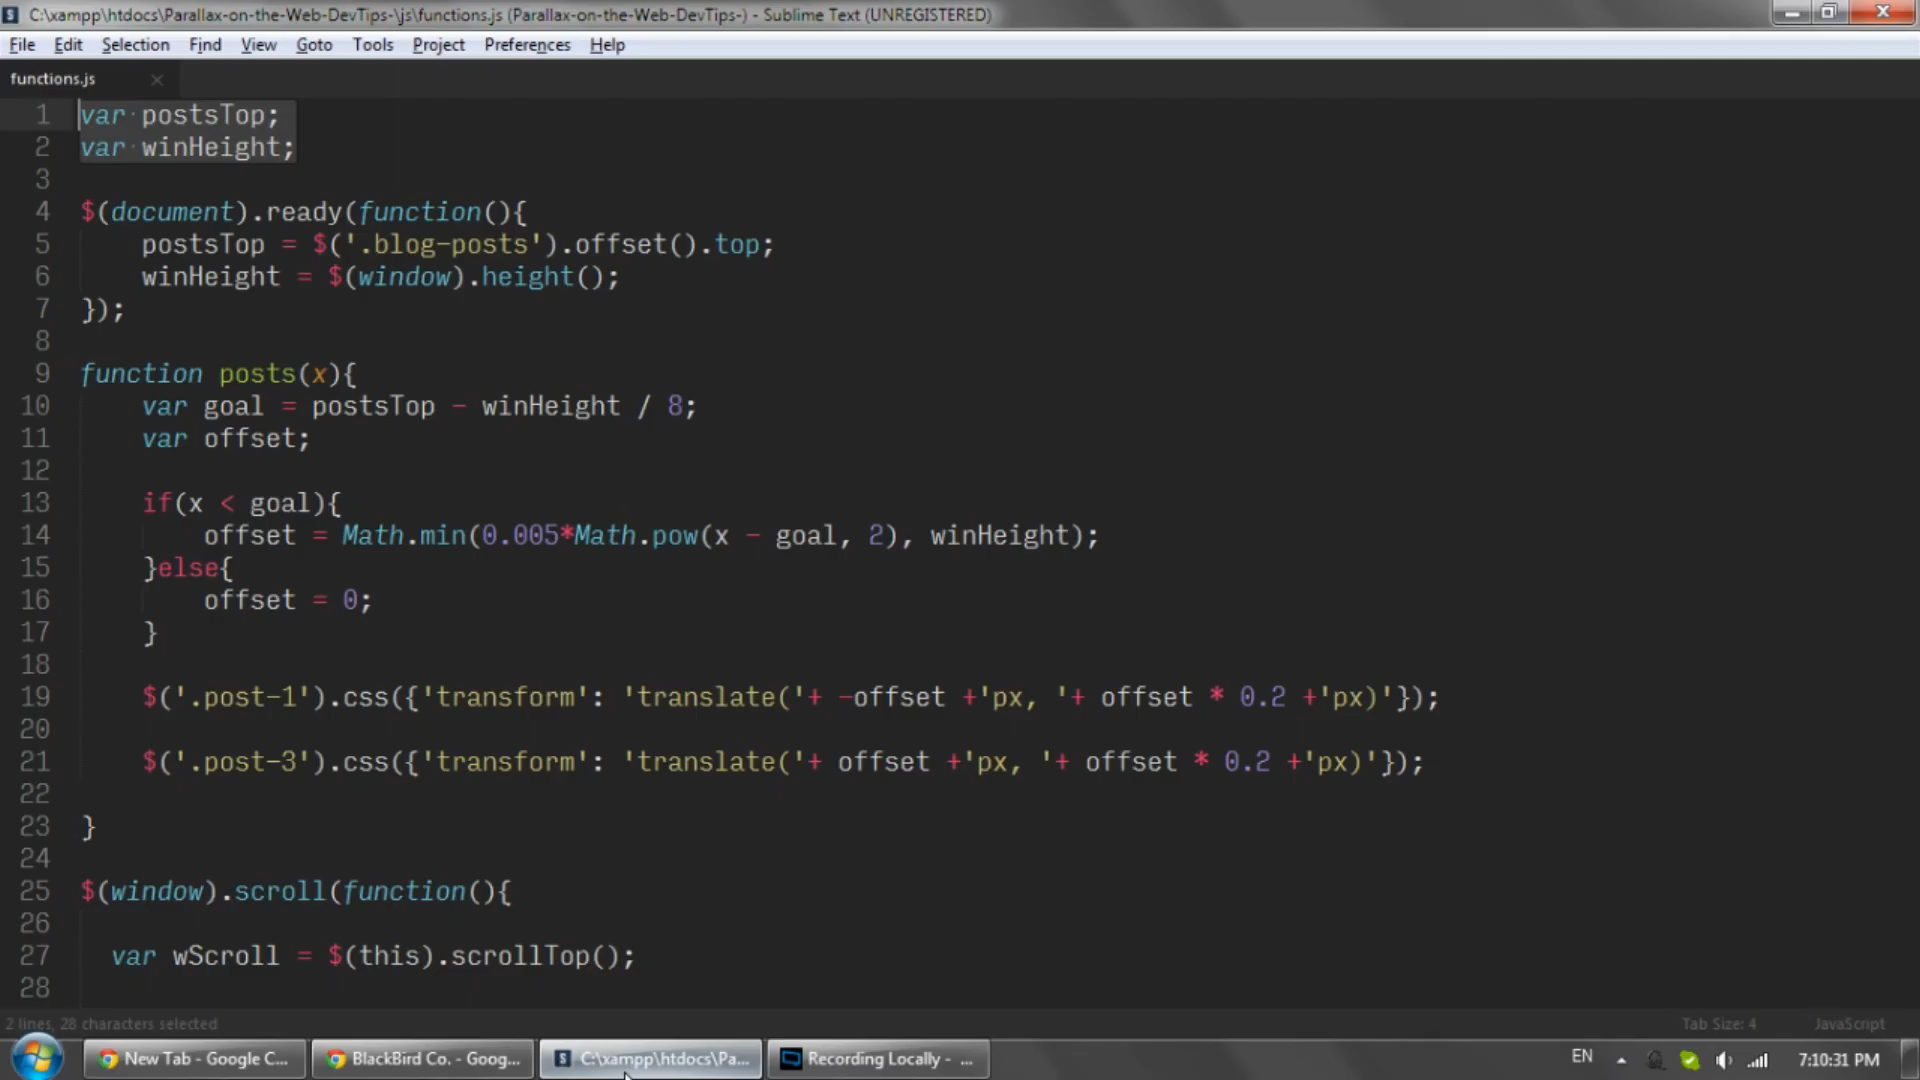 C:\xampp\htdocs\Parallax-on-the-Web-DevTips-\js\functions.js (Parallax-on-the-Web-DevTips-) - Sublime Text (UNREGISTERED)
File Edit Selection Find View Goto Tools Project Preferences Help
functions.js
1 var postsTop;
2 var winHeight;
3
4 $(document).ready(function(){
5 postsTop = $('.blog-posts').offset().top;
6 winHeight = $(window).height();
7 });
8
9 function posts(x){
10 var goal = postsTop - winHeight / 8;
11 var offset;
12
13 if(x < goal){
14 offset = Math.min(0.005*Math.pow(x - goal, 2), winHeight);
15 }else{
16 offset = 0;
17 }
18
19 $('.post-1').css({'transform': 'translate('+ -offset +'px, '+ offset * 0.2 +'px)'});
20
21 $('.post-3').css({'transform': 'translate('+ offset +'px, '+ offset * 0.2 +'px)'});
22
23 }
24
25 $(window).scroll(function(){
26
27 var wScroll = $(this).scrollTop();
28
2 lines, 28 characters selected Tab Size: 4 JavaScript
New Tab - Google C... BlackBird Co. - Goog... C:\xampp\htdocs\Pa... Recording Locally - ... EN 7:10:31 PM